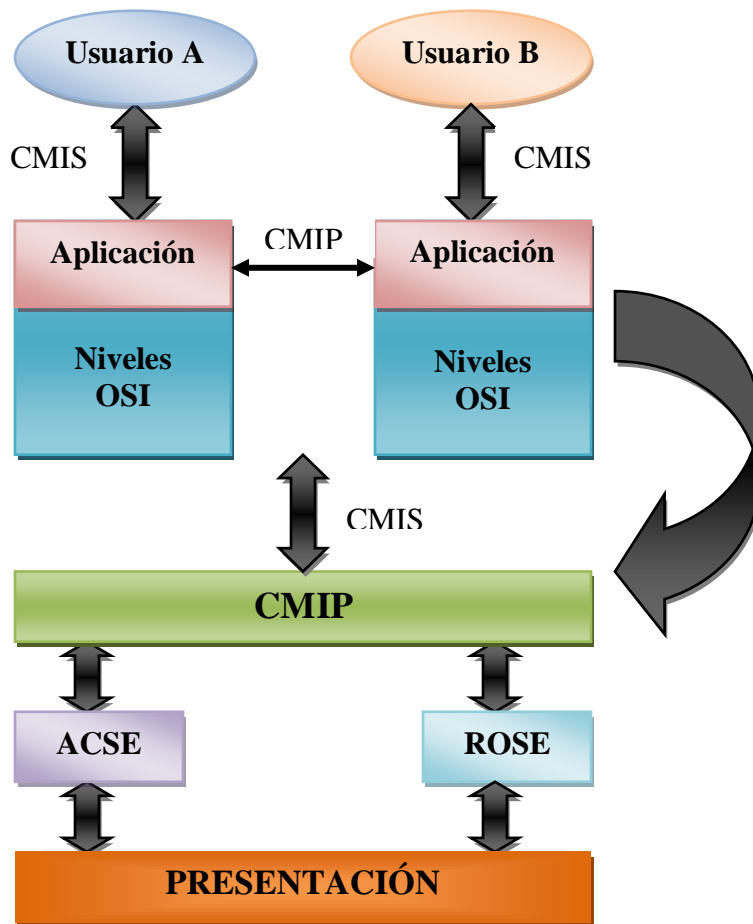 Usuario A
Usuario B
CMIS
CMIS
Aplicación
CMIP
Aplicación
Niveles
OSI
Niveles
OSI
CMIS
CMIP
ACSE
ROSE
PRESENTACIÓN